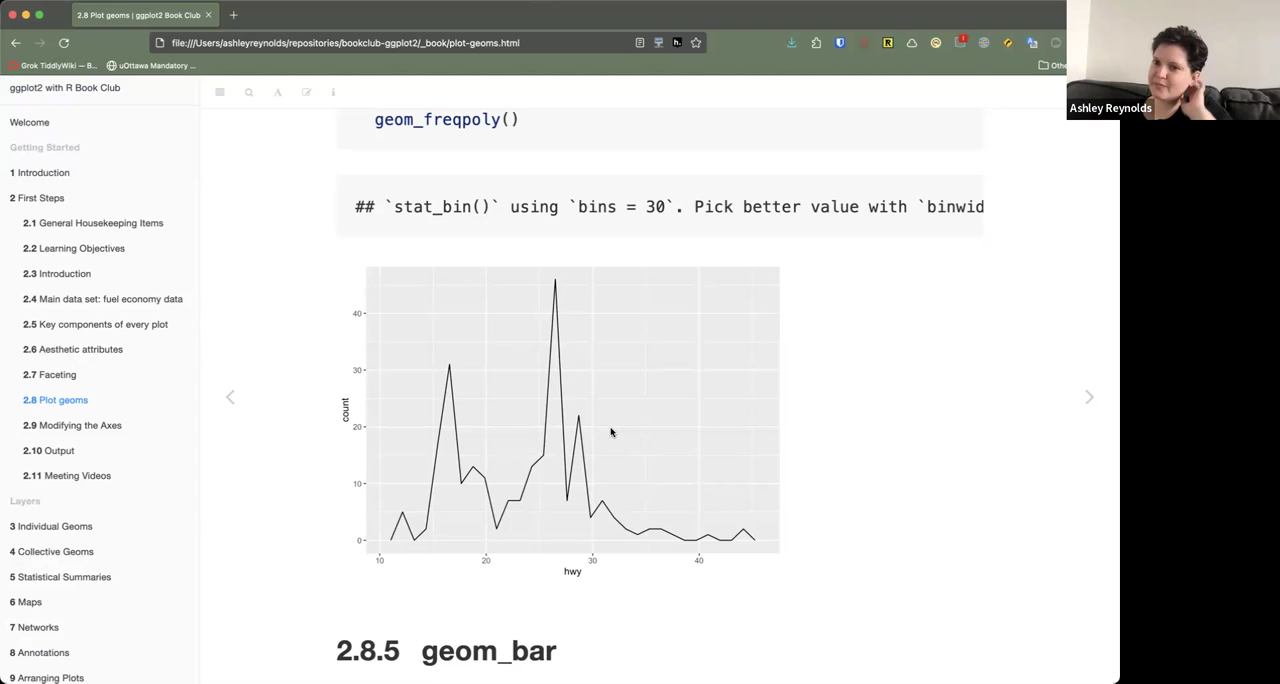 2.8 Plot geoms | ggplot2 Book Club
file:///Users/ashleyreynolds/repositories/bookclub-ggplot2/_book/plot-geoms.html
Grok TiddlyWiki — B...
uOttawa Mandatory ...
Othe
Ashley Reynolds
ggplot2 with R Book Club
Welcome
Getting Started
1 Introduction
2 First Steps
2.1 General Housekeeping Items
2.2 Learning Objectives
2.3 Introduction
2.4 Main data set: fuel economy data
2.5 Key components of every plot
2.6 Aesthetic attributes
2.7 Faceting
2.8 Plot geoms
2.9 Modifying the Axes
2.10 Output
2.11 Meeting Videos
Layers
3 Individual Geoms
4 Collective Geoms
5 Statistical Summaries
6 Maps
7 Networks
8 Annotations
9 Arranging Plots
geom_freqpoly()
## `stat_bin()` using `bins = 30`. Pick better value with `binwid
count
40
30
20
10
0
10 20 30 40
hwy
2.8.5 geom_bar